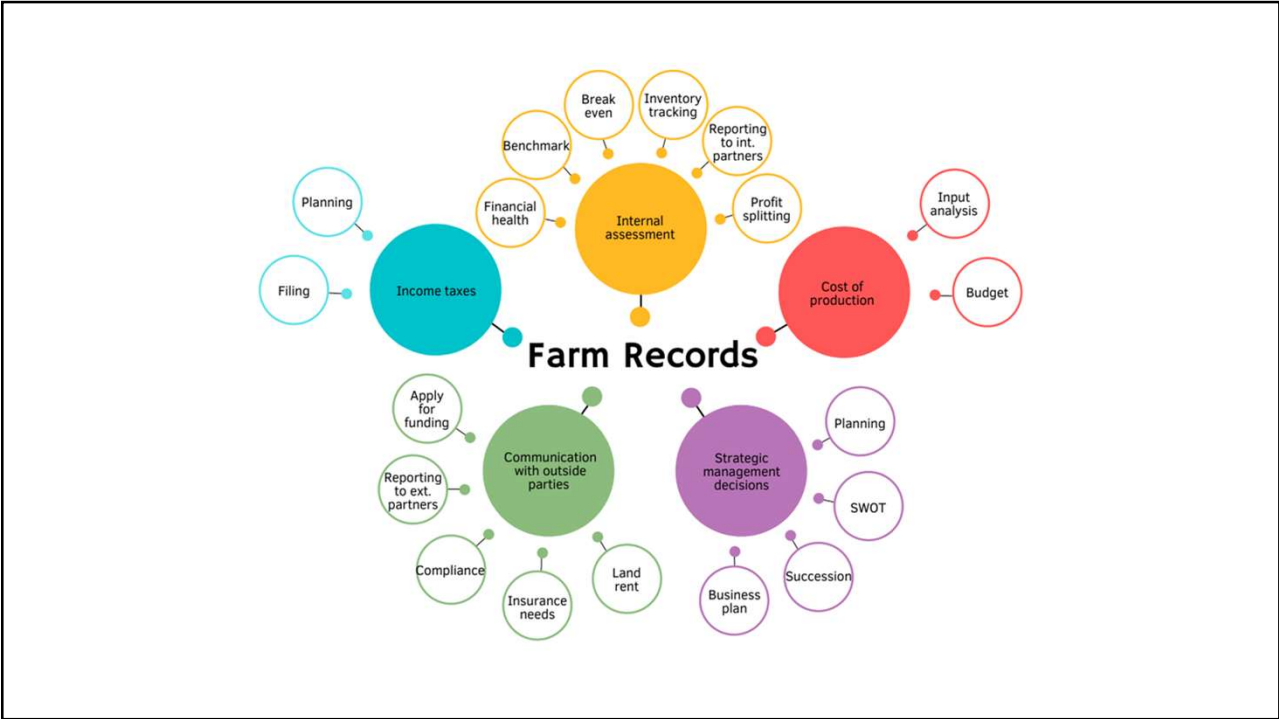 Break
even
Inventory
tracking
Benchmark
Reporting
to int.
partners
Financial
health
Profit
splitting
Internal
assessment
Planning
Filing
Income taxes
Input
analysis
Budget
Cost of
production
Farm Records
Apply
for
funding
Reporting
to ext.
partners
Compliance
Insurance
needs
Land
rent
Communication
with outside
parties
Strategic
management
decisions
Planning
SWOT
Succession
Business
plan